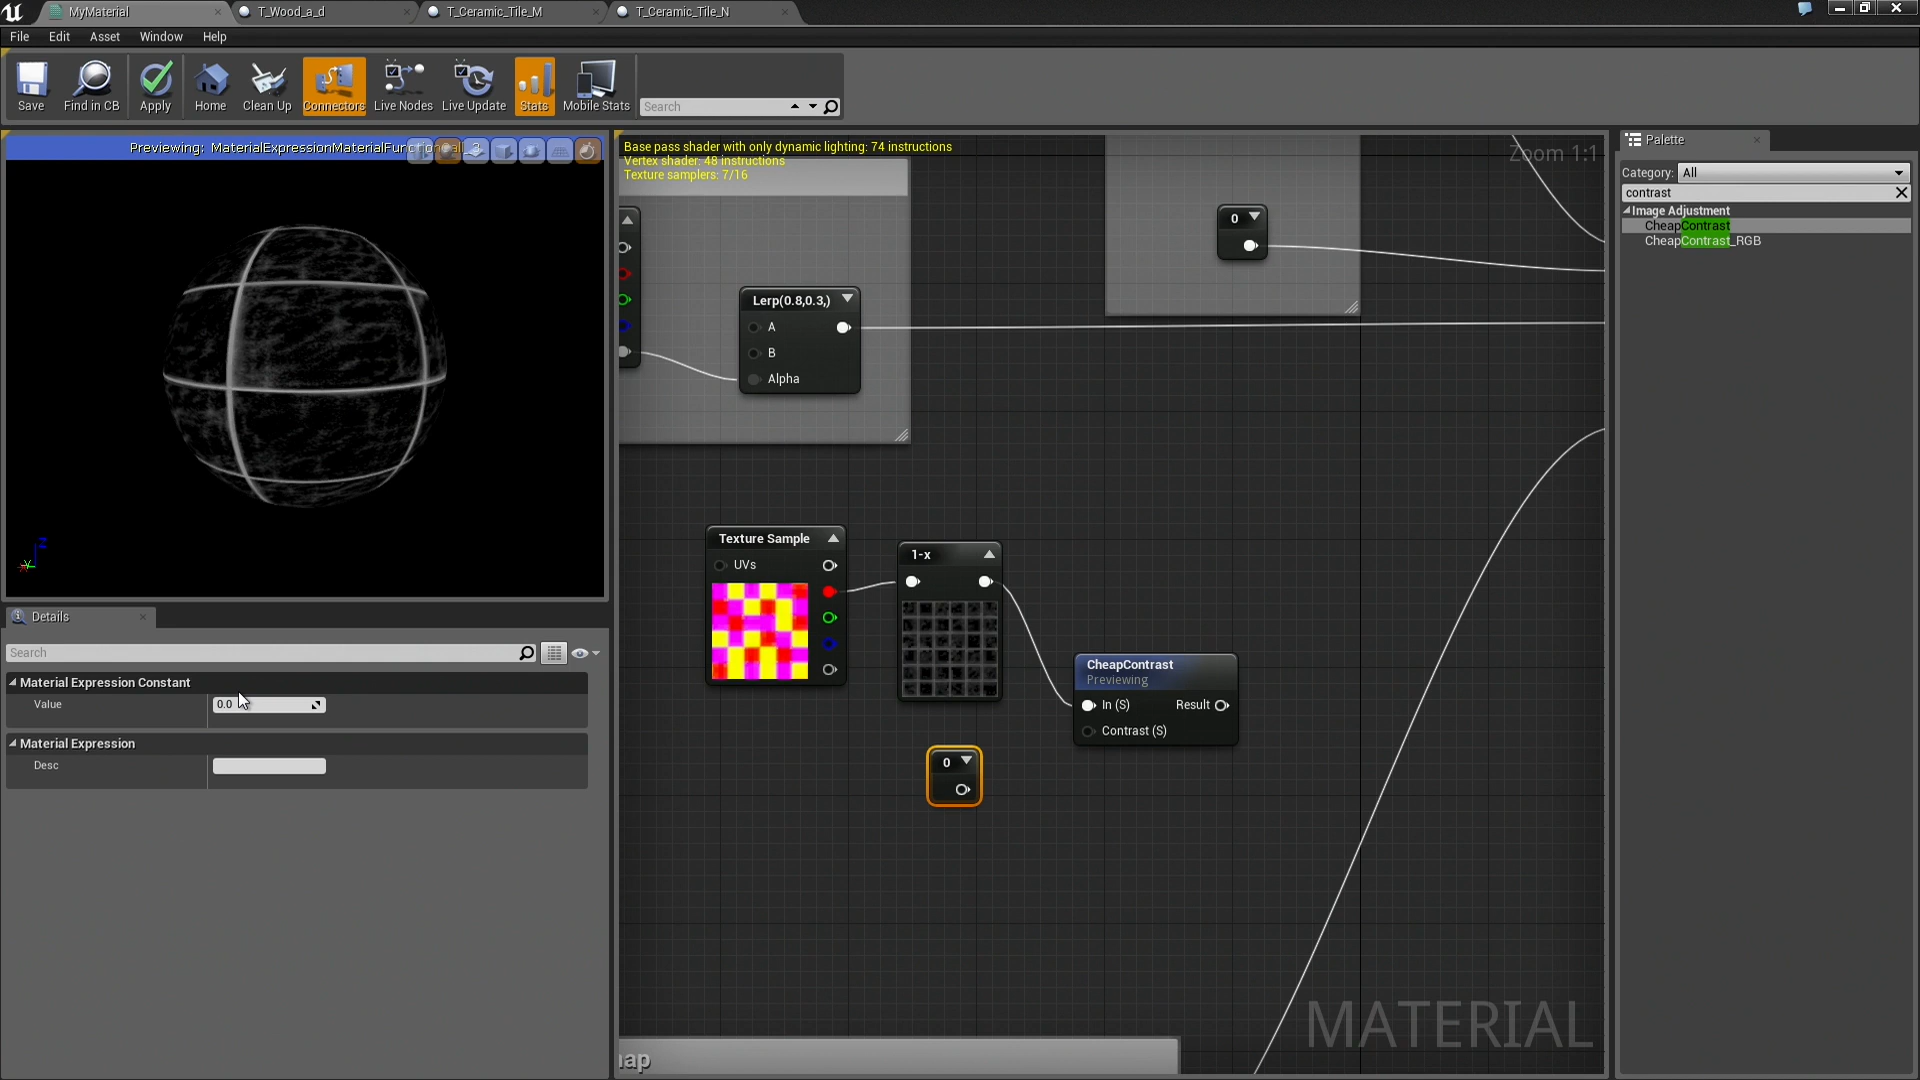 MyMaterial
T_Wood_a_d
T_Ceramic_Tile_M
T_Ceramic_Tile_N
File Edit Asset Window Help
Save
Find in CB
Apply
Home
Clean Up
Connectors
Live Nodes
Live Update
Stats
Mobile Stats
Search
Previewing: MaterialExpressionMaterialFunctionCall_3
Z
Details
Search
Material Expression Constant
Value 0.0
Material Expression
Desc
Base pass shader with only dynamic lighting: 74 instructions
Vertex shader: 48 instructions
Texture samplers: 7/16
Zoom 1:1
0
Lerp(0.8,0.3,)
A
B
Alpha
Texture Sample
UVs
1-x
CheapContrast
Previewing
In (S) Result
Contrast (S)
0
MATERIAL
Palette
Category: All
contrast
Image Adjustment
CheapContrast
CheapContrast_RGB